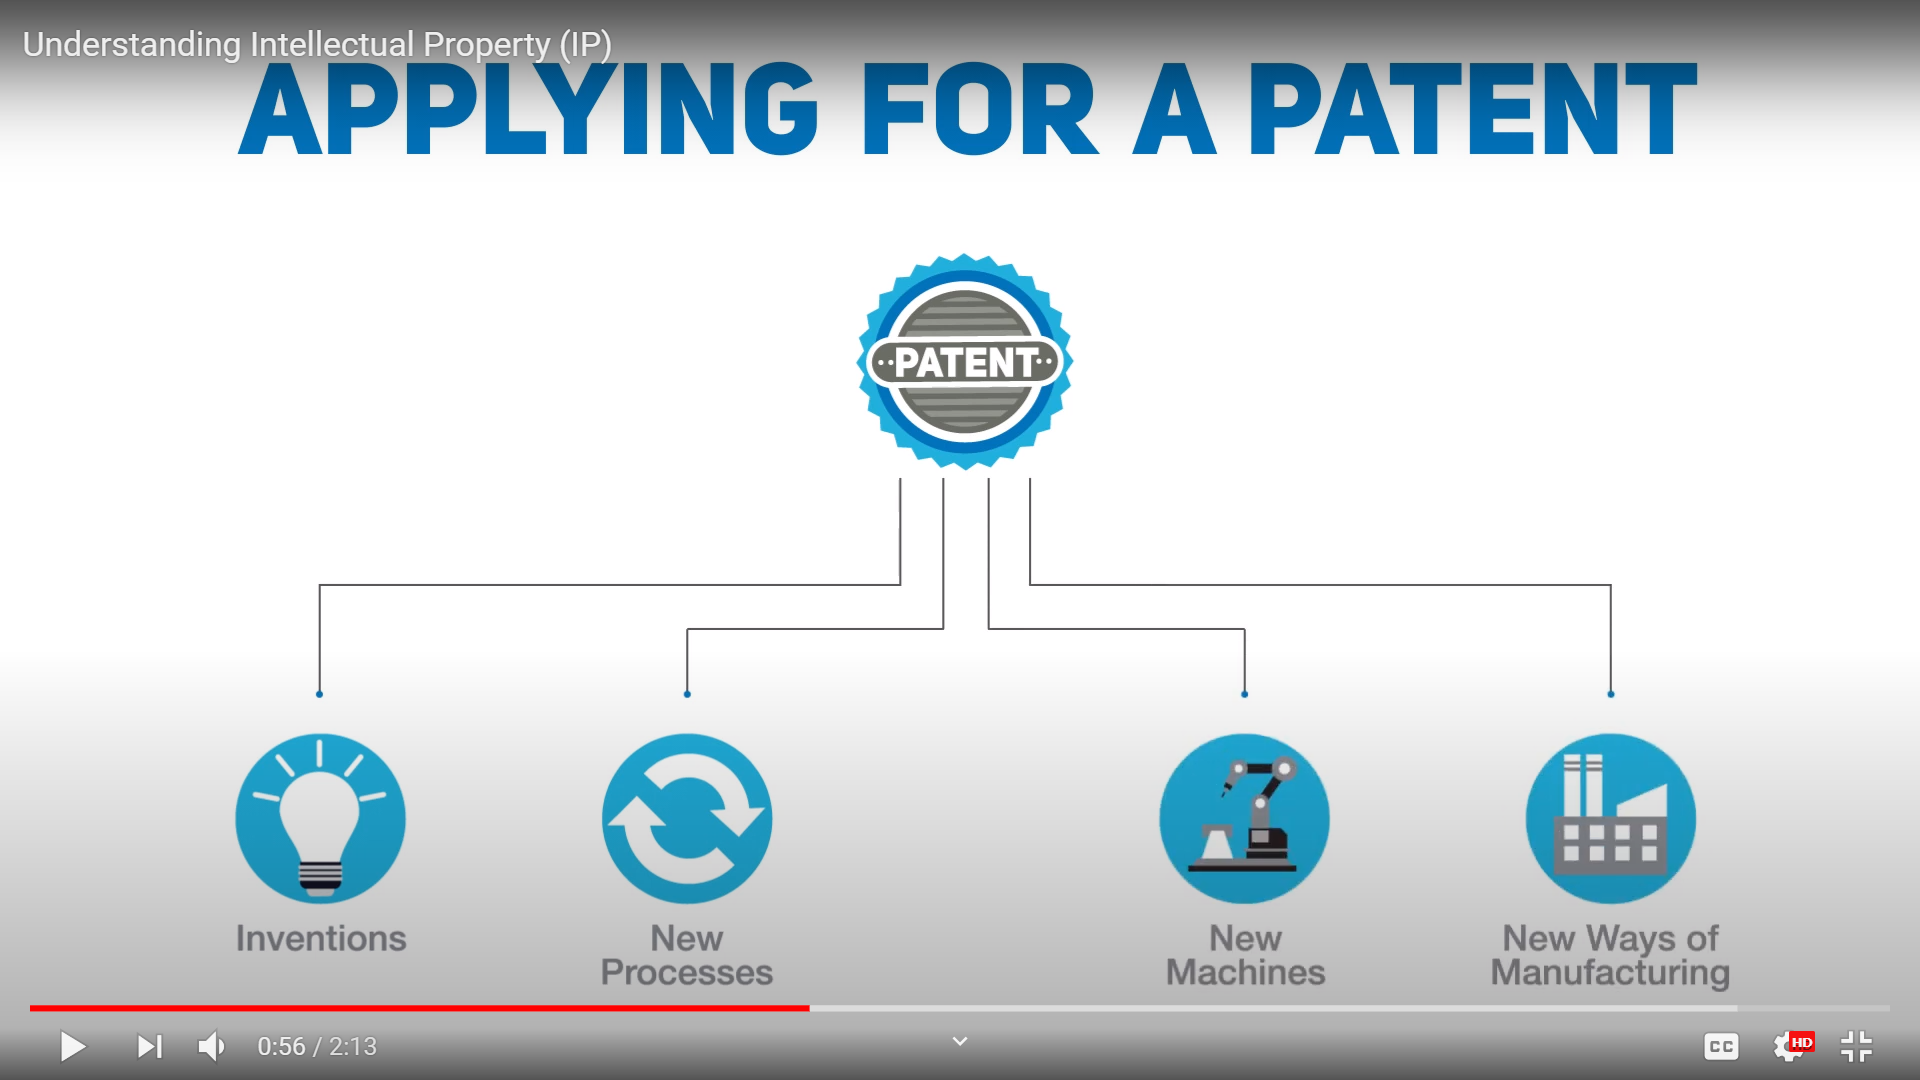 Understanding Intellectual Property (IP)
APPLYING FOR A PATENT
··PATENT··
Inventions
New
Processes
New
Machines
New Ways of
Manufacturing
0:56 / 2:13
CC
HD